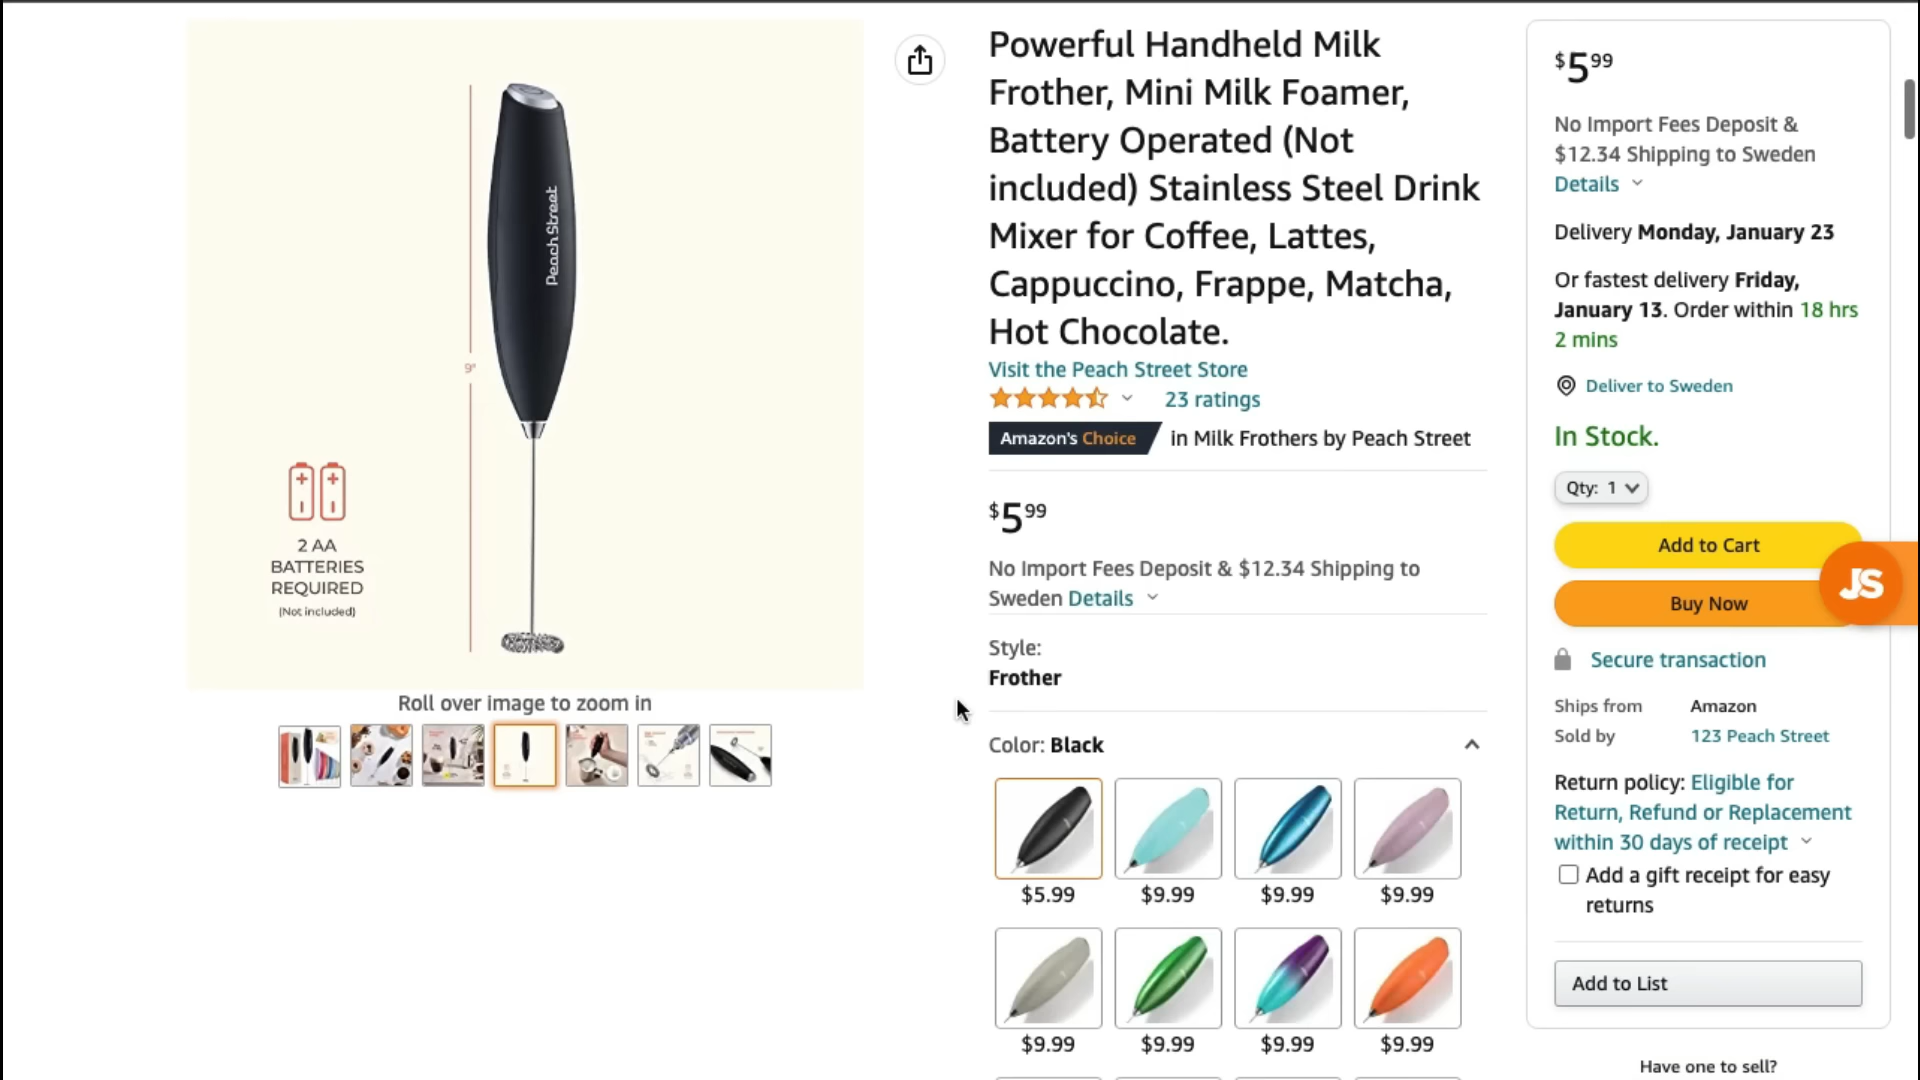 Peach Street
9"
2 AA
BATTERIES
REQUIRED
(Not included)
Roll over image to zoom in
Powerful Handheld Milk
Frother, Mini Milk Foamer,
Battery Operated (Not
included) Stainless Steel Drink
Mixer for Coffee, Lattes,
Cappuccino, Frappe, Matcha,
Hot Chocolate.
Visit the Peach Street Store
23 ratings
Amazon's Choice in Milk Frothers by Peach Street
$5 99
No Import Fees Deposit & $12.34 Shipping to
Sweden Details
Style:
Frother
Color: Black
$5.99 $9.99 $9.99 $9.99
$9.99 $9.99 $9.99 $9.99
$5 99
No Import Fees Deposit &
$12.34 Shipping to Sweden
Details
Delivery Monday, January 23
Or fastest delivery Friday,
January 13. Order within 18 hrs
2 mins
Deliver to Sweden
In Stock.
Qty: 1
Add to Cart
JS
Buy Now
Secure transaction
Ships from Amazon
Sold by 123 Peach Street
Return policy: Eligible for
Return, Refund or Replacement
within 30 days of receipt
Add a gift receipt for easy
returns
Add to List
Have one to sell?